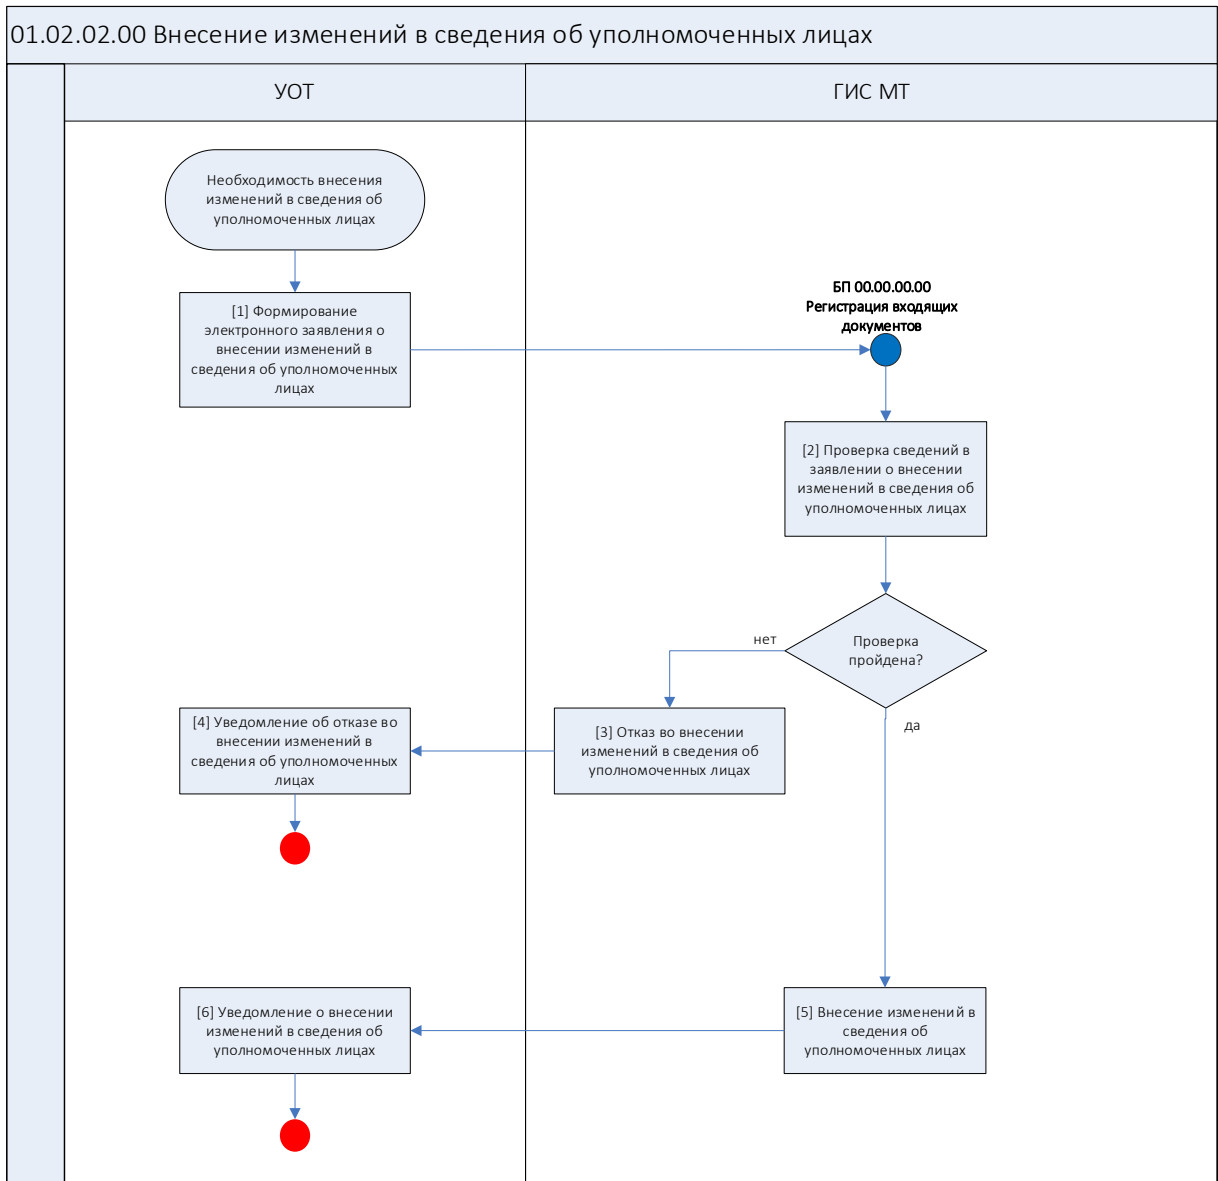 01.02.02.00 Внесение изменений в сведения об уполномоченных лицах
УОТ
ГИС МТ
Необходимость внесения
изменений в сведения об
уполномоченных лицах
[1] Формирование
электронного заявления о
внесении изменений в
сведения об уполномоченных
лицах
БП 00.00.00.00
Регистрация входящих
документов
[2] Проверка сведений в
заявлении о внесении
изменений в сведения об
уполномоченных лицах
Проверка
пройдена?
нет
да
[3] Отказ во внесении
изменений в сведения об
уполномоченных лицах
[4] Уведомление об отказе во
внесении изменений в
сведения об уполномоченных
лицах
[5] Внесение изменений в
сведения об
уполномоченных лицах
[6] Уведомление о внесении
изменений в сведения об
уполномоченных лицах